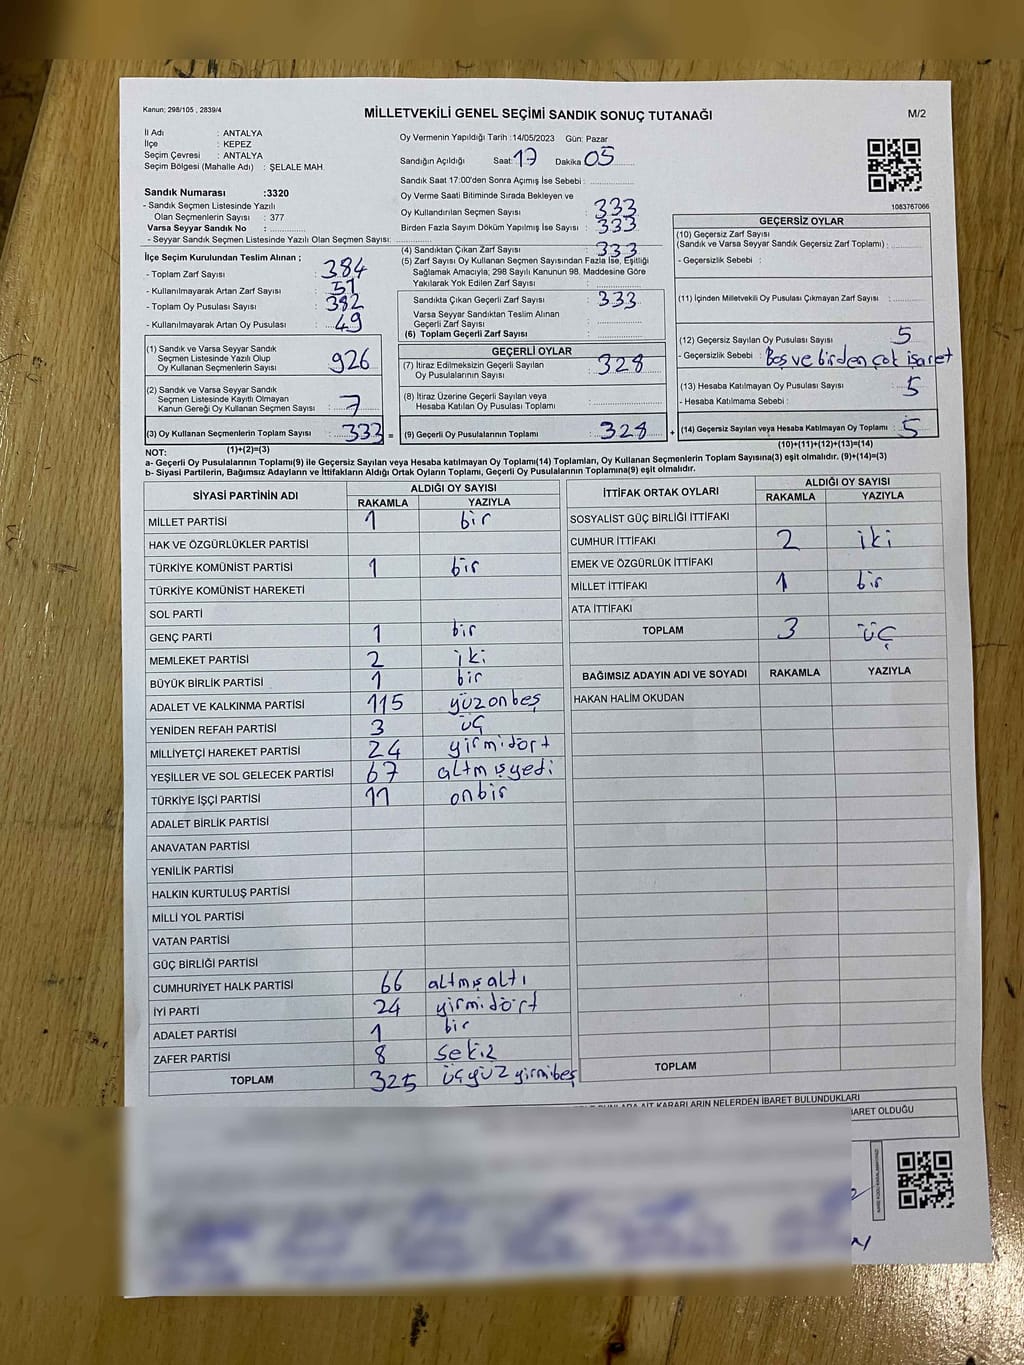 Kanun; 298/105 , 2839/4
MİLLETVEKİLİ GENEL SEÇİMİ SANDIK SONUÇ TUTANAĞI
M/2
İl Adı : ANTALYA
İlçe : KEPEZ
Seçim Çevresi : ANTALYA
Seçim Bölgesi (Mahalle Adı) : ŞELALE MAH.
Oy Vermenin Yapıldığı Tarih :14/05/2023 Gün: Pazar
Sandığın Açıldığı Saat: 17 Dakika 05
Sandık Saat 17:00'den Sonra Açımış İse Sebebi :
1083767066
Sandık Numarası :3320
- Sandık Seçmen Listesinde Yazılı
Olan Seçmenlerin Sayısı : 377
Varsa Seyyar Sandık No :
- Seyyar Sandık Seçmen Listesinde Yazılı Olan Seçmen Sayısı:
Oy Verme Saati Bitiminde Sırada Bekleyen ve
Oy Kullandırılan Seçmen Sayısı : 333
Birden Fazla Sayım Döküm Yapılmış İse Sayısı : 333
İlçe Seçim Kurulundan Teslim Alınan ;
- Toplam Zarf Sayısı : 384
- Kullanılmayarak Artan Zarf Sayısı : 51
- Toplam Oy Pusulası Sayısı : 382
- Kullanılmayarak Artan Oy Pusulası : 49
(4) Sandıktan Çıkan Zarf Sayısı : 333
(5) Zarf Sayısı Oy Kullanan Seçmen Sayısından Fazla İse, Eşitliği
Sağlamak Amacıyla; 298 Sayılı Kanunun 98. Maddesine Göre
Yakılarak Yok Edilen Zarf Sayısı :
Sandıkta Çıkan Geçerli Zarf Sayısı : 333
Varsa Seyyar Sandıktan Teslim Alınan
Geçerli Zarf Sayısı :
(6) Toplam Geçerli Zarf Sayısı :
GEÇERSİZ OYLAR
(10) Geçersiz Zarf Sayısı
(Sandık ve Varsa Seyyar Sandık Geçersiz Zarf Toplamı) :
- Geçersizlik Sebebi :
(11) İçinden Milletvekili Oy Pusulası Çıkmayan Zarf Sayısı :
(12) Geçersiz Sayılan Oy Pusulası Sayısı : 5
- Geçersizlik Sebebi : Boş ve birden çok işaret
(13) Hesaba Katılmayan Oy Pusulası Sayısı : 5
- Hesaba Katılmama Sebebi :
(1) Sandık ve Varsa Seyyar Sandık
Seçmen Listesinde Yazılı Olup
Oy Kullanan Seçmenlerin Sayısı : 926
(2) Sandık ve Varsa Seyyar Sandık
Seçmen Listesinde Kayıtlı Olmayan
Kanun Gereği Oy Kullanan Seçmen Sayısı : 7
GEÇERLİ OYLAR
(7) İtiraz Edilmeksizin Geçerli Sayılan
Oy Pusulalarının Sayısı : 328
(8) İtiraz Üzerine Geçerli Sayılan veya
Hesaba Katılan Oy Pusulası Toplamı :
(3) Oy Kullanan Seçmenlerin Toplam Sayısı : 333 =
(9) Geçerli Oy Pusulalarının Toplamı : 328 +
(14) Geçersiz Sayılan veya Hesaba Katılmayan Oy Toplamı : 5
(1)+(2)=(3)
(10)+(11)+(12)+(13)=(14)
NOT:
a- Geçerli Oy Pusulalarının Toplamı(9) ile Geçersiz Sayılan veya Hesaba katılmayan Oy Toplamı(14) Toplamları, Oy Kullanan Seçmenlerin Toplam Sayısına(3) eşit olmalıdır. (9)+(14)=(3)
b- Siyasi Partilerin, Bağımsız Adayların ve İttifakların Aldığı Ortak Oyların Toplamı, Geçerli Oy Pusulalarının Toplamına(9) eşit olmalıdır.
SİYASİ PARTİNİN ADI ALDIĞI OY SAYISI
RAKAMLA YAZIYLA
MİLLET PARTİSİ 1 bir
HAK VE ÖZGÜRLÜKLER PARTİSİ
TÜRKİYE KOMÜNİST PARTİSİ 1 bir
TÜRKİYE KOMÜNİST HAREKETİ
SOL PARTİ
GENÇ PARTİ 1 bir
MEMLEKET PARTİSİ 2 iki
BÜYÜK BİRLİK PARTİSİ 1 bir
ADALET VE KALKINMA PARTİSİ 115 yüzonbeş
YENİDEN REFAH PARTİSİ 3 üç
MİLLİYETÇİ HAREKET PARTİSİ 24 yirmidört
YEŞİLLER VE SOL GELECEK PARTİSİ 67 altmışyedi
TÜRKİYE İŞÇİ PARTİSİ 11 onbir
ADALET BİRLİK PARTİSİ
ANAVATAN PARTİSİ
YENİLİK PARTİSİ
HALKIN KURTULUŞ PARTİSİ
MİLLİ YOL PARTİSİ
VATAN PARTİSİ
GÜÇ BİRLİĞİ PARTİSİ
CUMHURİYET HALK PARTİSİ 66 altmışaltı
İYİ PARTİ 24 yirmidört
ADALET PARTİSİ 1 bir
ZAFER PARTİSİ 8 sekiz
TOPLAM 325 üçyüzyirmibeş
İTTİFAK ORTAK OYLARI ALDIĞI OY SAYISI
RAKAMLA YAZIYLA
SOSYALİST GÜÇ BİRLİĞİ İTTİFAKI
CUMHUR İTTİFAKI 2 iki
EMEK VE ÖZGÜRLÜK İTTİFAKI
MİLLET İTTİFAKI 1 bir
ATA İTTİFAKI
TOPLAM 3 üç
BAĞIMSIZ ADAYIN ADI VE SOYADI RAKAMLA YAZIYLA
HAKAN HALİM OKUDAN
TOPLAM
AİT KARARLARIN NELERDEN İBARET BULUNDUKLARI
İBARET OLDUĞU